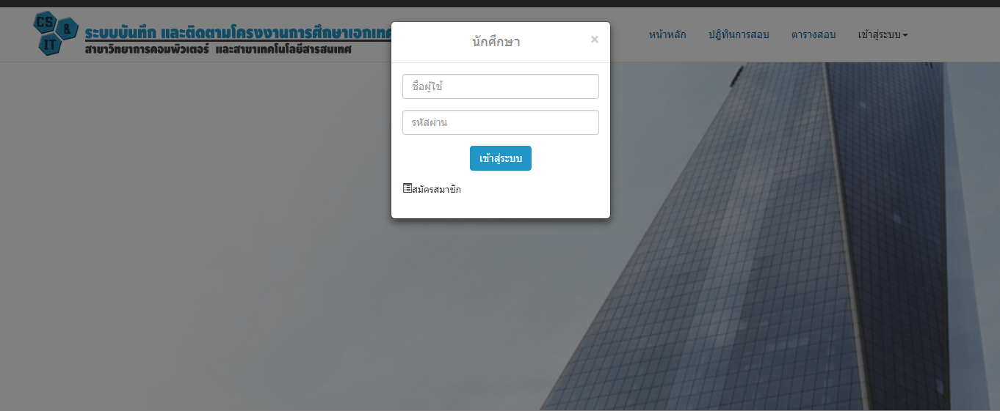 CS
&
IT
ระบบบันทึก และติดตามโครงงานการศึกษาเอกเทศ
สาขาวิทยาการคอมพิวเตอร์ และสาขาเทคโนโลยีสารสนเทศ
หน้าหลัก
ปฏิทินการสอบ
ตารางสอบ
เข้าสู่ระบบ
นักศึกษา
×
ชื่อผู้ใช้
รหัสผ่าน
เข้าสู่ระบบ
สมัครสมาชิก